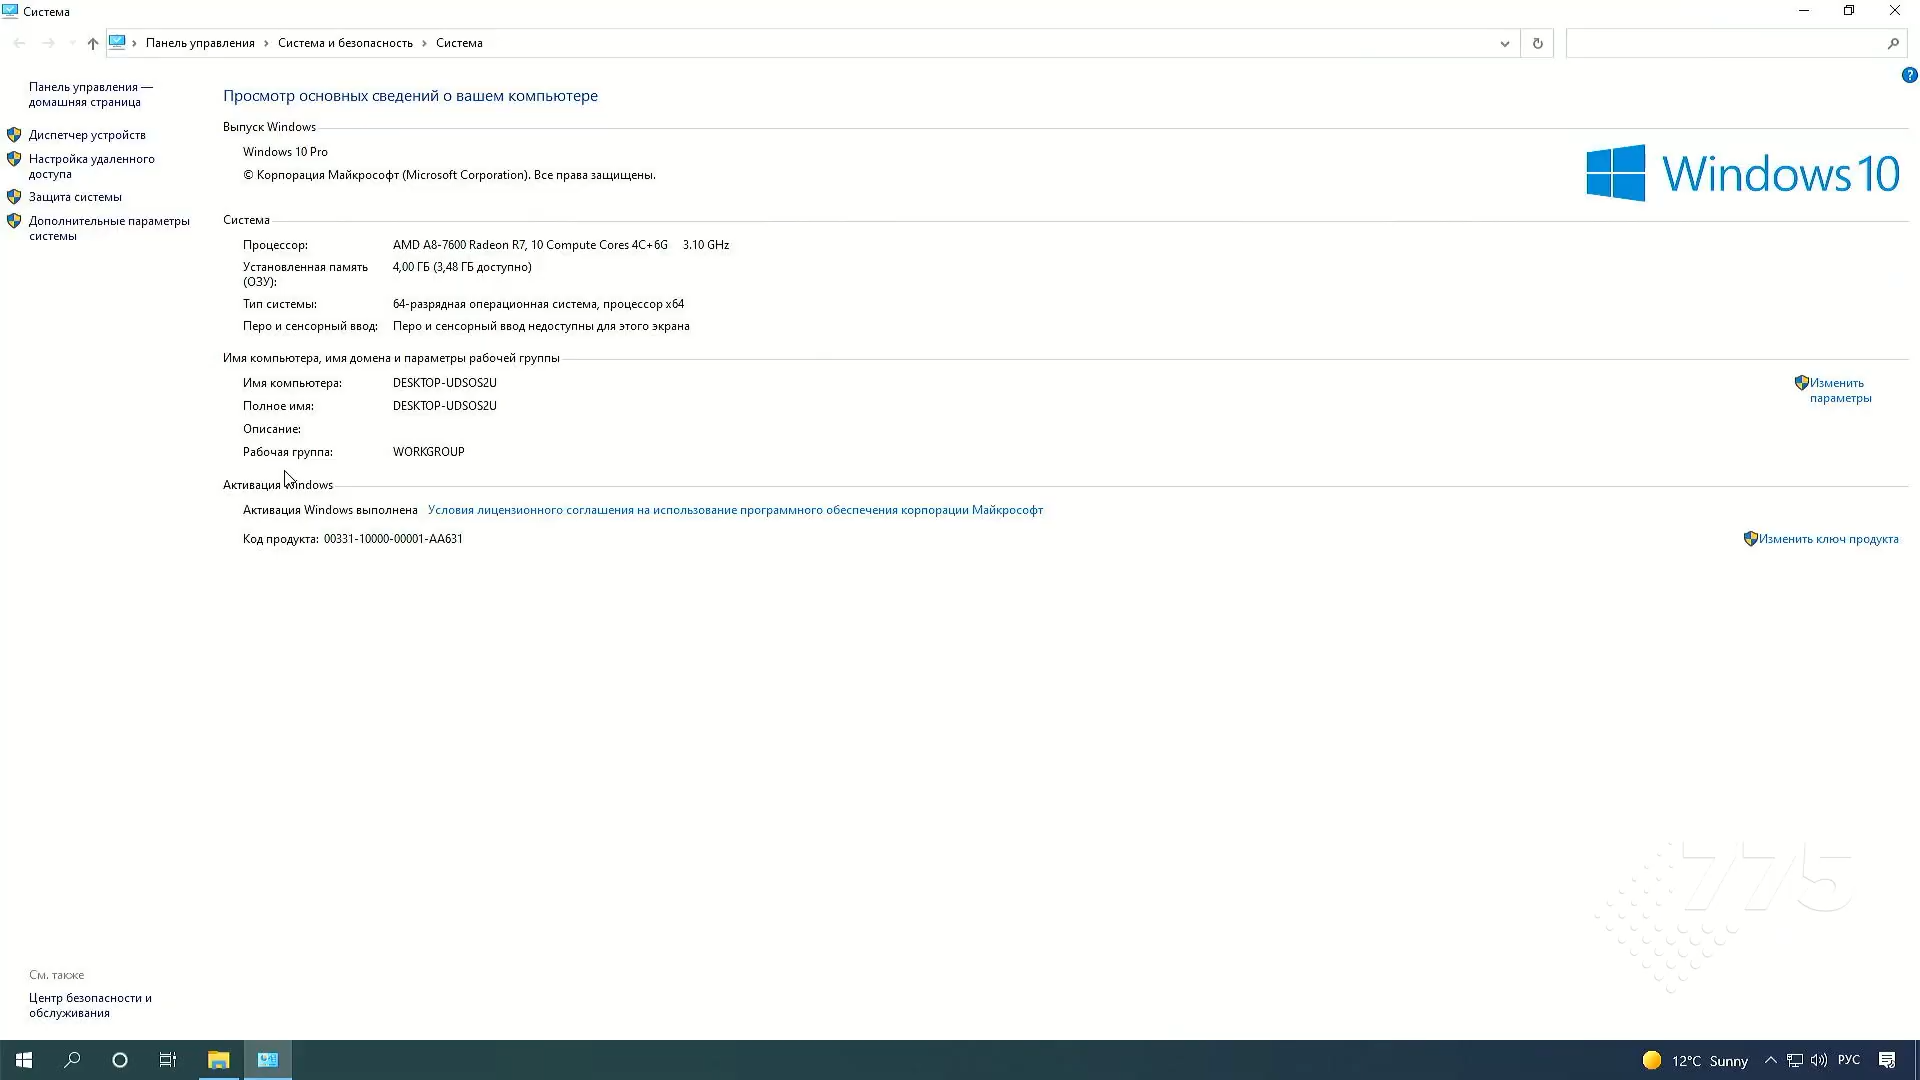 Система
Панель управления › Система и безопасность › Система
Панель управления —
домашняя страница
Диспетчер устройств
Настройка удаленного
доступа
Защита системы
Дополнительные параметры
системы
Просмотр основных сведений о вашем компьютере
Выпуск Windows
Windows 10 Pro
© Корпорация Майкрософт (Microsoft Corporation). Все права защищены.
Windows 10
Система
Процессор: AMD A8-7600 Radeon R7, 10 Compute Cores 4C+6G 3.10 GHz
Установленная память
(ОЗУ): 4,00 ГБ (3,48 ГБ доступно)
Тип системы: 64-разрядная операционная система, процессор x64
Перо и сенсорный ввод: Перо и сенсорный ввод недоступны для этого экрана
Имя компьютера, имя домена и параметры рабочей группы
Имя компьютера: DESKTOP-UDSOS2U
Изменить
параметры
Полное имя: DESKTOP-UDSOS2U
Описание:
Рабочая группа: WORKGROUP
Активация Windows
Активация Windows выполнена Условия лицензионного соглашения на использование программного обеспечения корпорации Майкрософт
Код продукта: 00331-10000-00001-AA631
Изменить ключ продукта
775
См. также
Центр безопасности и
обслуживания
12°C Sunny РУС